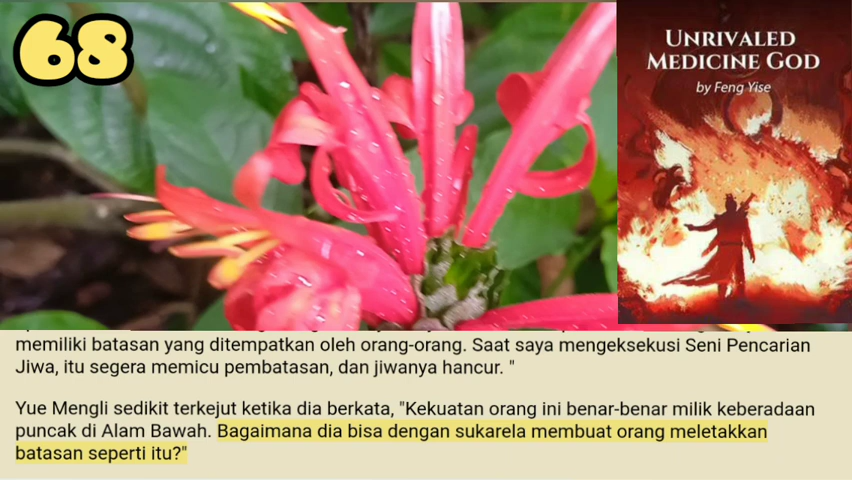 68
UNRIVALED
MEDICINE GOD
by Feng Yise
memiliki batasan yang ditempatkan oleh orang-orang. Saat saya mengeksekusi Seni Pencarian
Jiwa, itu segera memicu pembatasan, dan jiwanya hancur. "
Yue Mengli sedikit terkejut ketika dia berkata, "Kekuatan orang ini benar-benar milik keberadaan
puncak di Alam Bawah. Bagaimana dia bisa dengan sukarela membuat orang meletakkan
batasan seperti itu?"